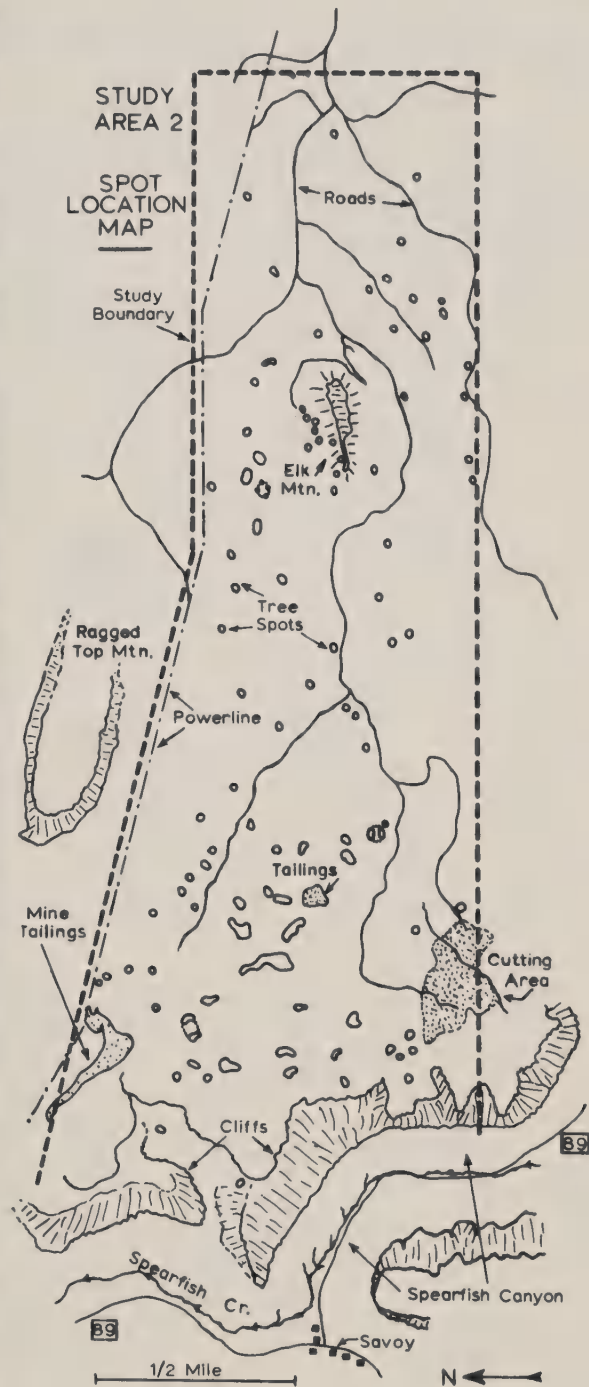 STUDY
AREA 2
SPOT
LOCATION
MAP
Roads
Study
Boundary
Elk
Mtn.
Tree
Spots
Ragged
Top Mtn.
Powerline
Tailings
Mine
Tailings
Cutting
Area
Cliffs
89
Spearfish Cr.
Spearfish Canyon
89
Savoy
1/2 Mile
N